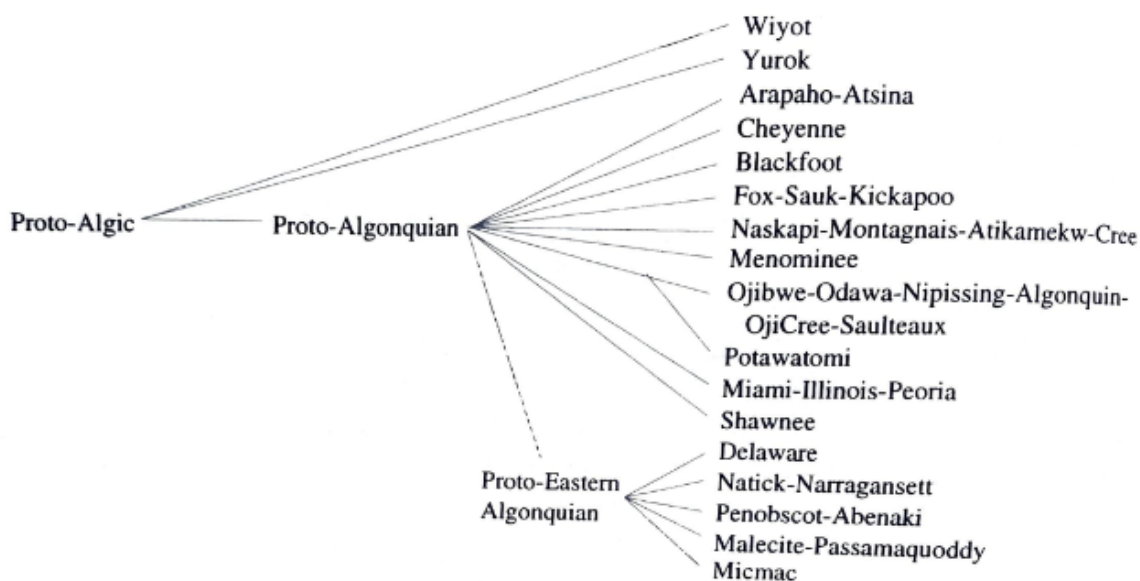 Wiyot
Yurok
Arapaho-Atsina
Cheyenne
Blackfoot
Fox-Sauk-Kickapoo
Proto-Algic
Proto-Algonquian
Naskapi-Montagnais-Atikamekw-Cree
Menominee
Ojibwe-Odawa-Nipissing-Algonquin-
OjiCree-Saulteaux
Potawatomi
Miami-Illinois-Peoria
Shawnee
Delaware
Proto-Eastern
Algonquian
Natick-Narragansett
Penobscot-Abenaki
Malecite-Passamaquoddy
Micmac